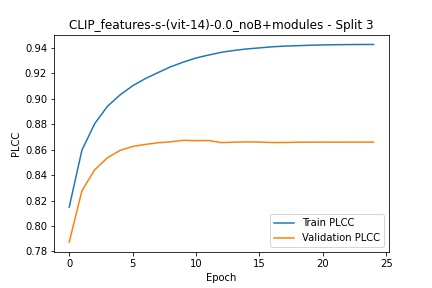 CLIP_features-s-(vit-14)-0.0_noB+modules - Split 3
PLCC
0.94
0.92
0.90
0.88
0.86
0.84
0.82
0.80
0.78
Train PLCC
Validation PLCC
0 5 10 15 20 25
Epoch